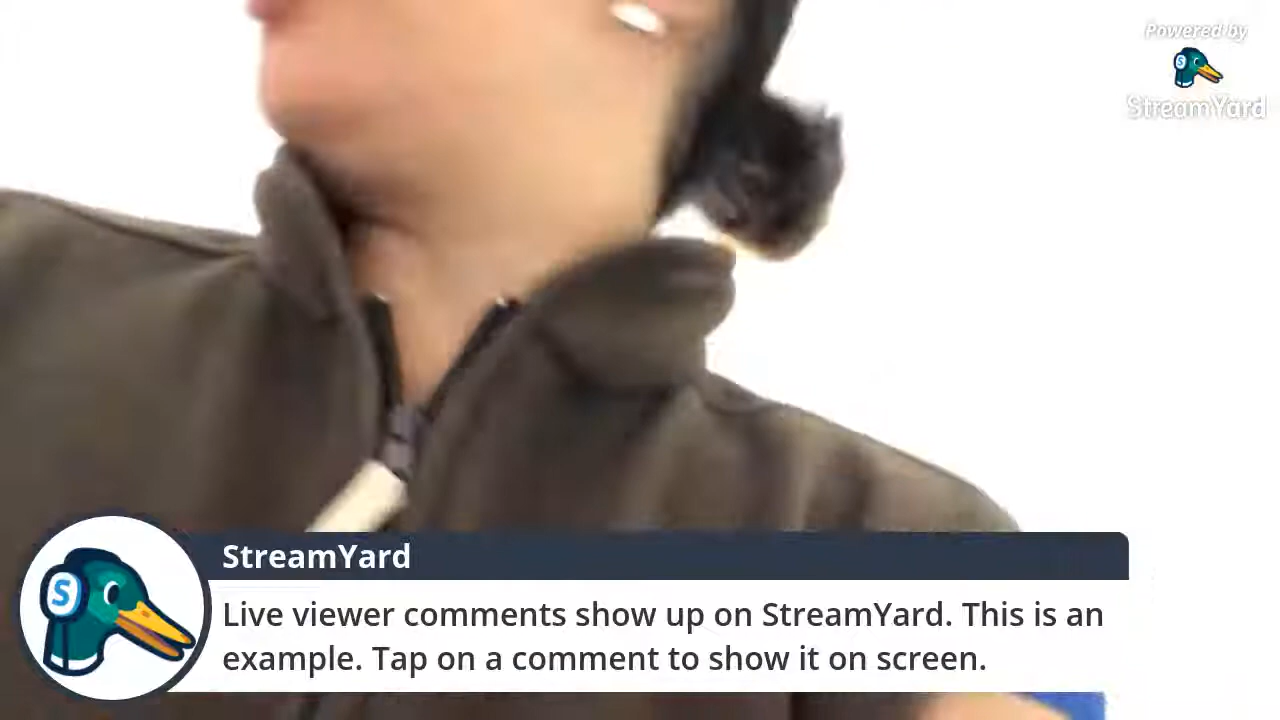 Powered by
StreamYard
StreamYard
Live viewer comments show up on StreamYard. This is an
example. Tap on a comment to show it on screen.